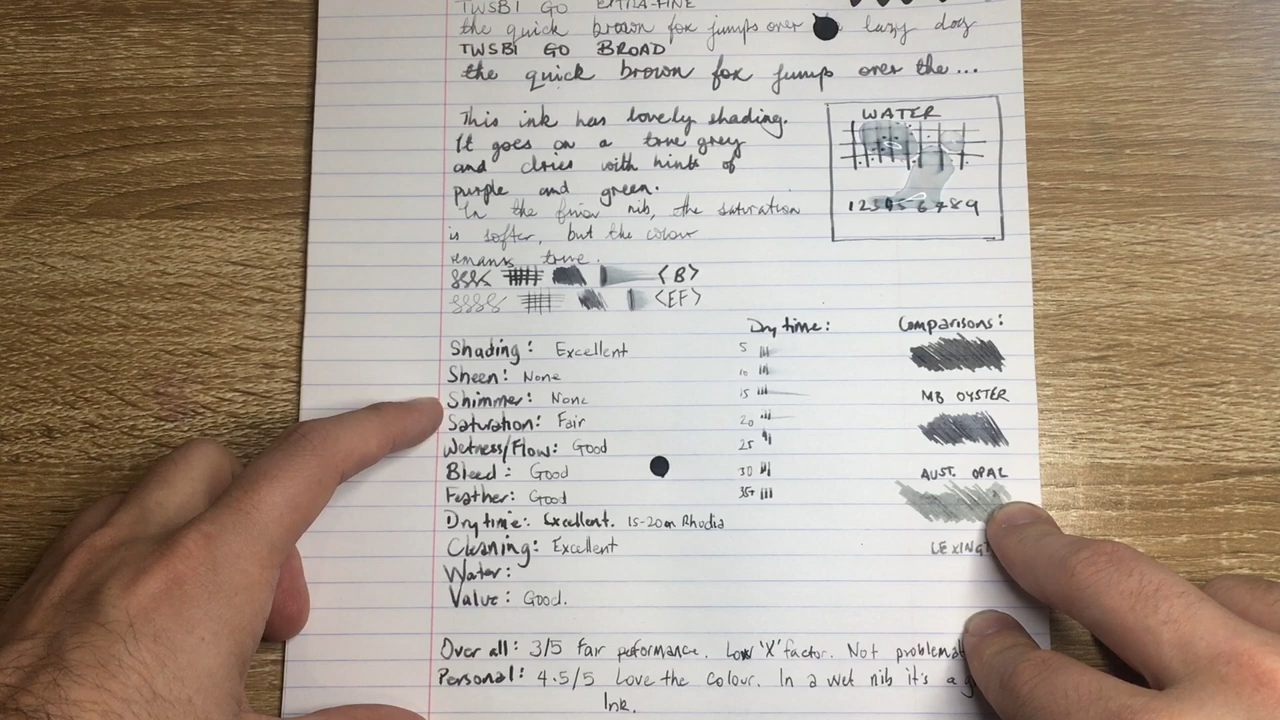 TWSBI GO EXTRA-FINE
the quick brown fox jumps over lazy dog
TWSBI GO BROAD
the quick brown fox jumps over the...
This ink has lovely shading.
It goes on a true grey
and dries with hints of
purple and green.
In the finer nib, the saturation
is softer, but the colour
remains true.
<B>
<EF>
WATER
123456789
Shading: Excellent
Sheen: None
Shimmer: None
Saturation: Fair
Wetness/Flow: Good
Bleed: Good
Feather: Good
Dry time: Excellent. 15-20 on Rhodia
Cleaning: Excellent
Water:
Value: Good.
Dry time:
5
10
15
20
25
30
35+
Comparisons:
MB OYSTER
AUST. OPAL
LEXINGT
Over all: 3/5 Fair peformance. Low 'X' factor. Not problemat
Personal: 4.5/5 Love the colour. In a wet nib it's a g
Ink.